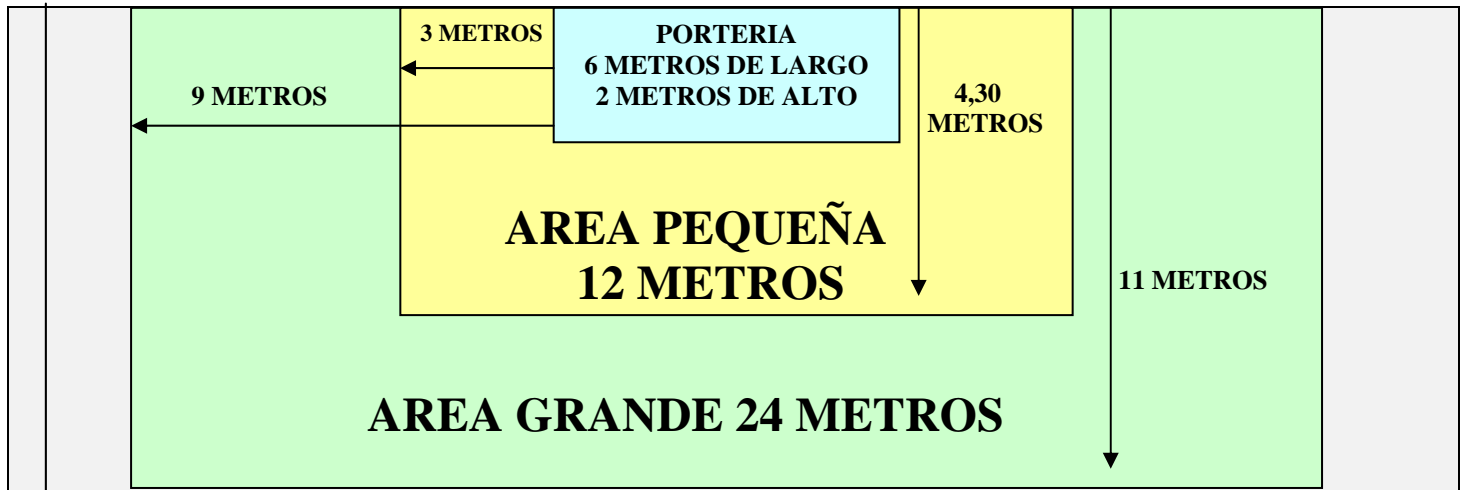 3 METROS
PORTERIA
6 METROS DE LARGO
2 METROS DE ALTO
9 METROS
4,30
METROS
AREA PEQUEÑA
12 METROS
11 METROS
AREA GRANDE 24 METROS